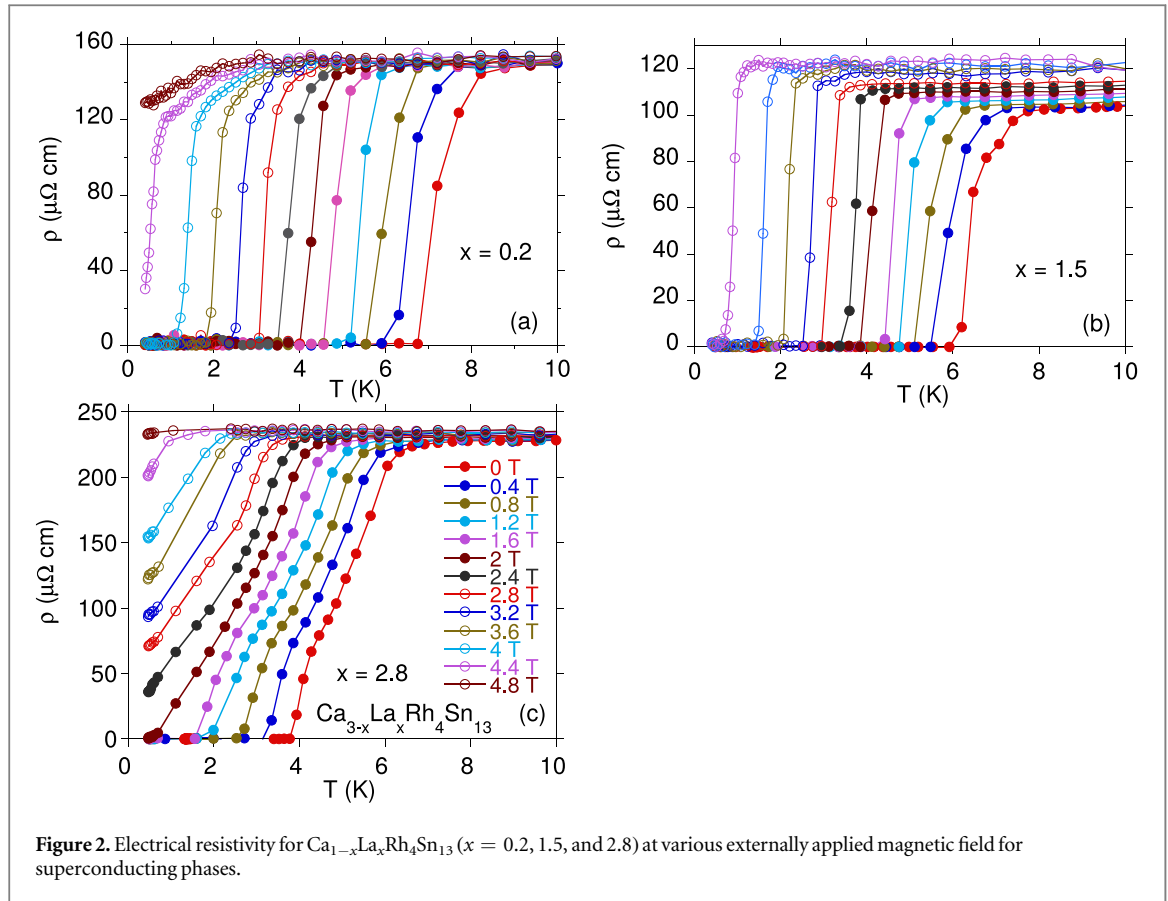 160
120
80
40
0
ρ (μΩ cm)
0 2 4 6 8 10
T (K)
x = 0.2
(a)
120
100
80
60
40
20
0
ρ (μΩ cm)
0 2 4 6 8 10
T (K)
x = 1.5
(b)
250
200
150
100
50
0
ρ (μΩ cm)
0 T
0.4 T
0.8 T
1.2 T
1.6 T
2 T
2.4 T
2.8 T
3.2 T
3.6 T
4 T
4.4 T
4.8 T
x = 2.8
Ca3-xLaxRh4Sn13 (c)
0 2 4 6 8 10
T (K)
Figure 2. Electrical resistivity for Ca1−xLaxRh4Sn13 (x = 0.2, 1.5, and 2.8) at various externally applied magnetic field for
superconducting phases.